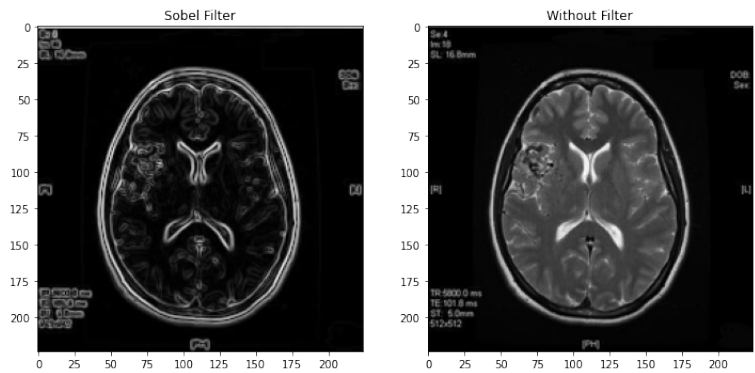 Sobel Filter
0
25
50
75
100
125
150
175
200
0 25 50 75 100 125 150 175 200
Without Filter
0
25
50
75
100
125
150
175
200
Se:4
Im:18
SL: 16.8mm
DOB:
Sex:
[R] [L]
TR:5800.0 ms
TE:101.8 ms
ST: 5.0mm
512x512
[PH]
0 25 50 75 100 125 150 175 200